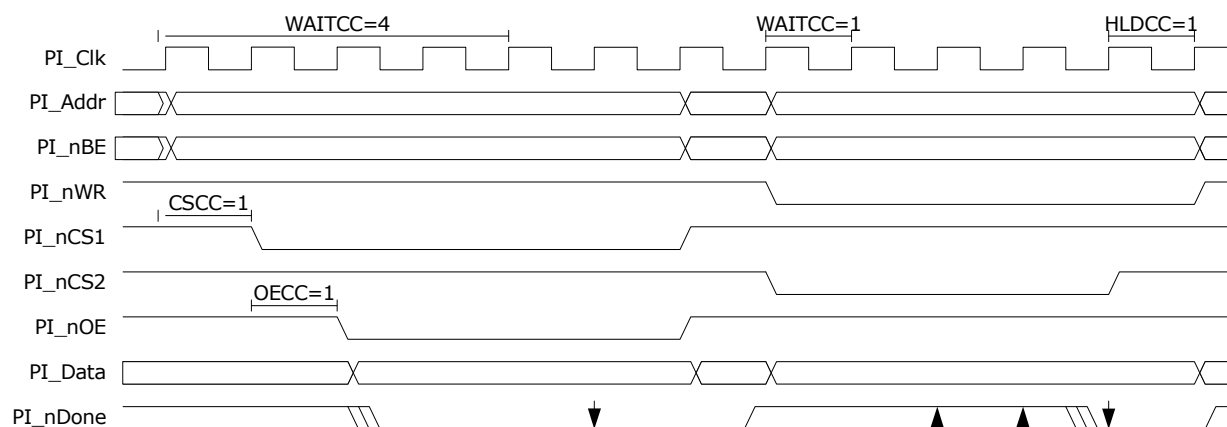 WAITCC=4 WAITCC=1 HLDCC=1
PI_Clk
PI_Addr
PI_nBE
PI_nWR
CSCC=1
PI_nCS1
PI_nCS2
OECC=1
PI_nOE
PI_Data
PI_nDone